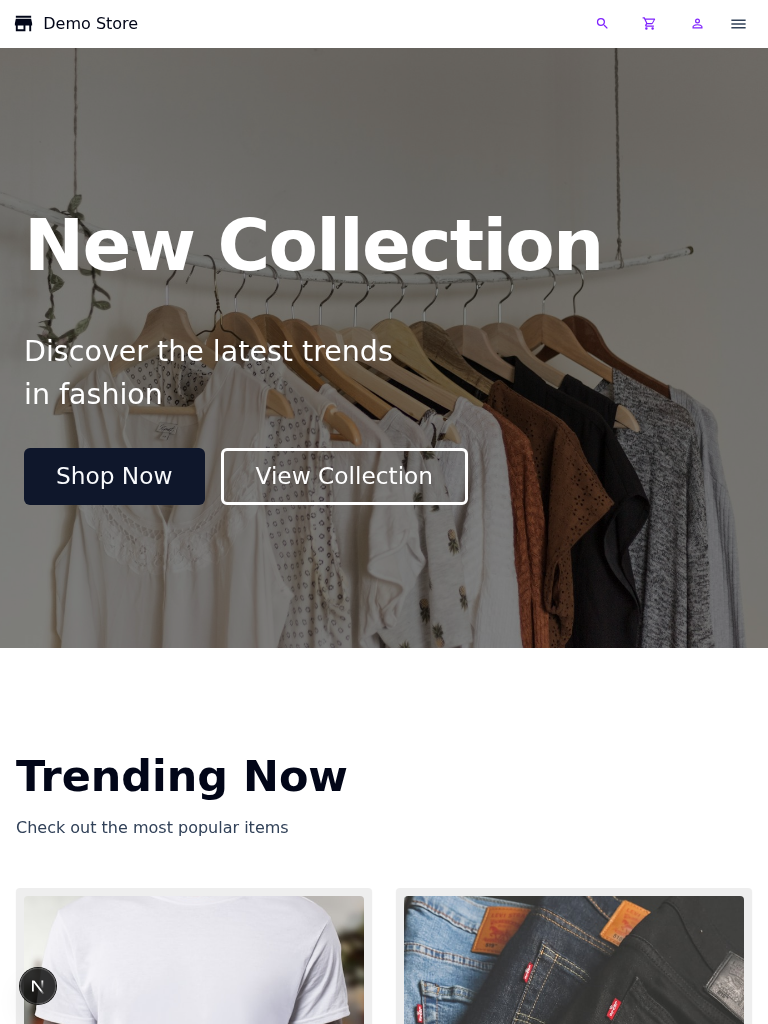 Demo Store
New Collection
Discover the latest trends
in fashion
Shop Now
View Collection
Trending Now
Check out the most popular items
N